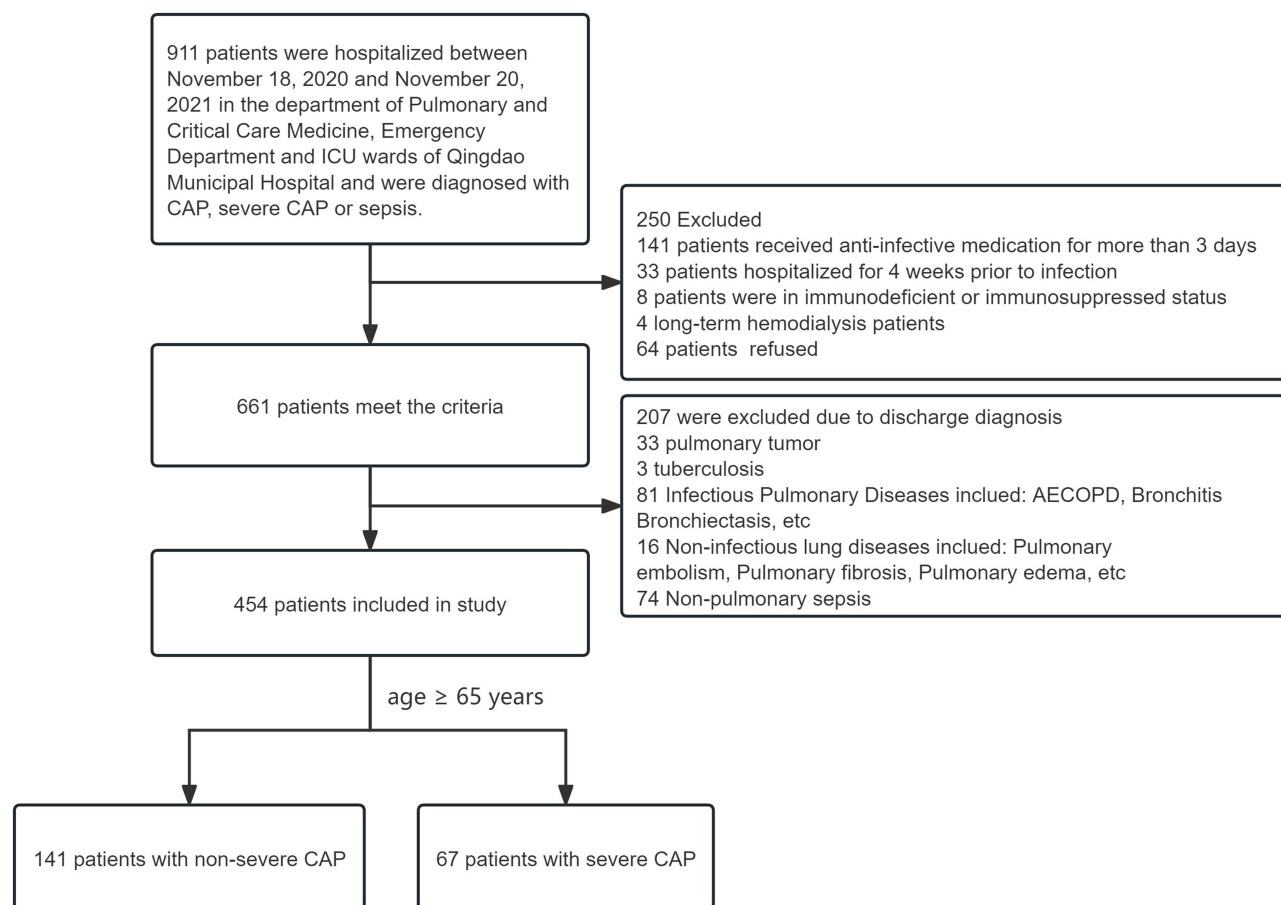 911 patients were hospitalized between
November 18, 2020 and November 20,
2021 in the department of Pulmonary and
Critical Care Medicine, Emergency
Department and ICU wards of Qingdao
Municipal Hospital and were diagnosed with
CAP, severe CAP or sepsis.
250 Excluded
141 patients received anti-infective medication for more than 3 days
33 patients hospitalized for 4 weeks prior to infection
8 patients were in immunodeficient or immunosuppressed status
4 long-term hemodialysis patients
64 patients refused
661 patients meet the criteria
207 were excluded due to discharge diagnosis
33 pulmonary tumor
3 tuberculosis
81 Infectious Pulmonary Diseases inclued: AECOPD, Bronchitis
Bronchiectasis, etc
16 Non-infectious lung diseases inclued: Pulmonary
embolism, Pulmonary fibrosis, Pulmonary edema, etc
74 Non-pulmonary sepsis
454 patients included in study
age ≥ 65 years
141 patients with non-severe CAP
67 patients with severe CAP